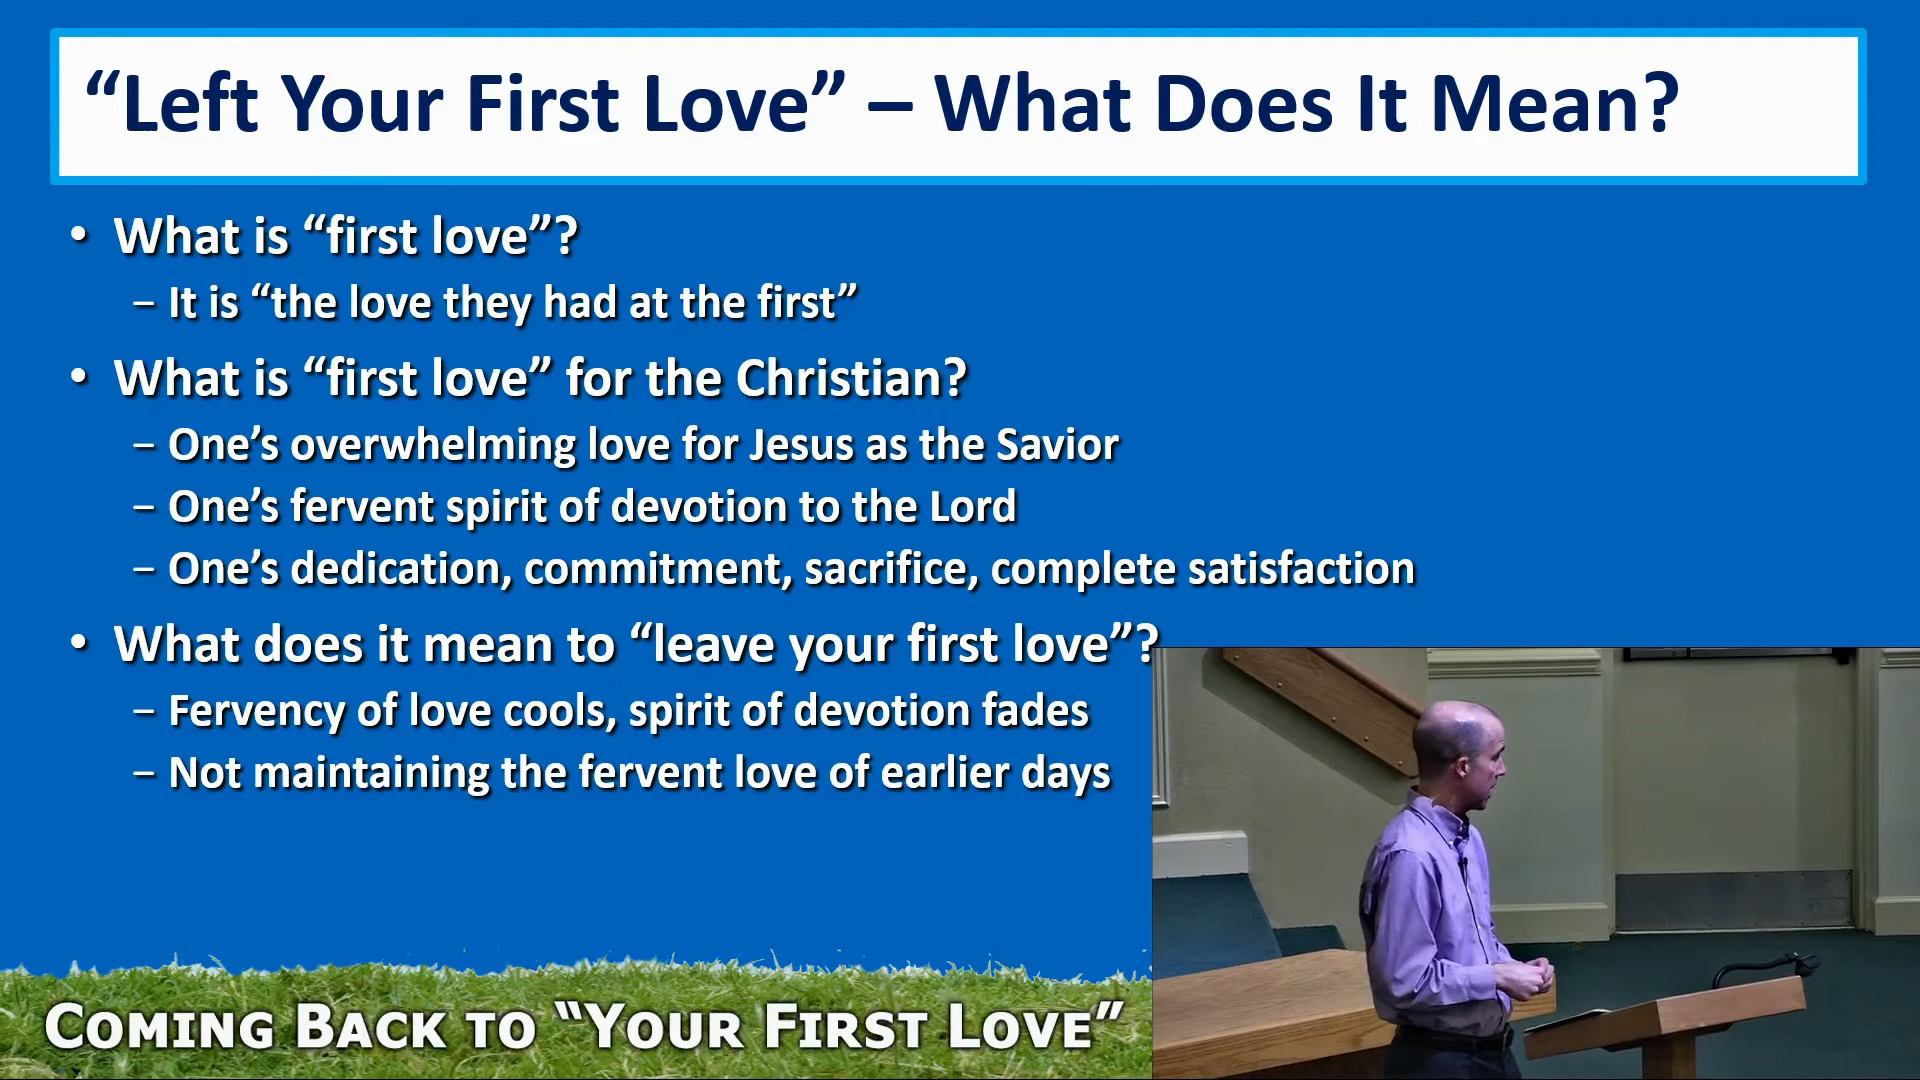 “Left Your First Love” – What Does It Mean?
• What is “first love”?
– It is “the love they had at the first”
• What is “first love” for the Christian?
– One’s overwhelming love for Jesus as the Savior
– One’s fervent spirit of devotion to the Lord
– One’s dedication, commitment, sacrifice, complete satisfaction
• What does it mean to “leave your first love”?
– Fervency of love cools, spirit of devotion fades
– Not maintaining the fervent love of earlier days
Coming Back to “Your First Love”